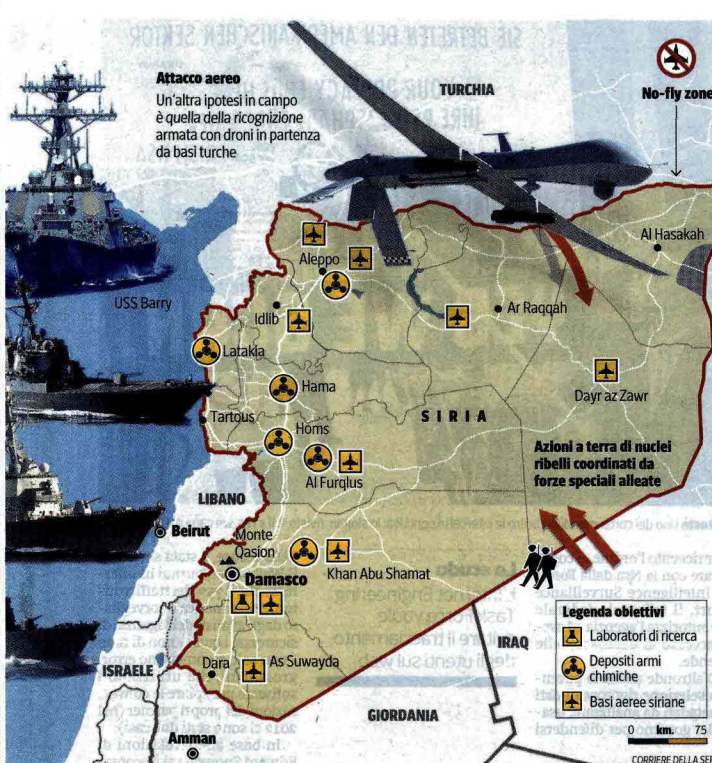 Attacco aereo
Un'altra ipotesi in campo
è quella della ricognizione
armata con droni in partenza
da basi turche
TURCHIA
No-fly zone
Al Hasakah
Aleppo
USS Barry
Idlib
Ar Raqqah
Latakia
Hama
Dayr az Zawr
Tartous
SIRIA
Homs
Azioni a terra di nuclei
ribelli coordinati da
forze speciali alleate
Al Furqlus
LIBANO
Beirut
Monte
Qasion
Damasco
Khan Abu Shamat
Legenda obiettivi
Laboratori di ricerca
IRAQ
Depositi armi
chimiche
ISRAELE
Dara
As Suwayda
Basi aeree siriane
GIORDANIA
0 km. 75
Amman
CORRIERE DELLA SE